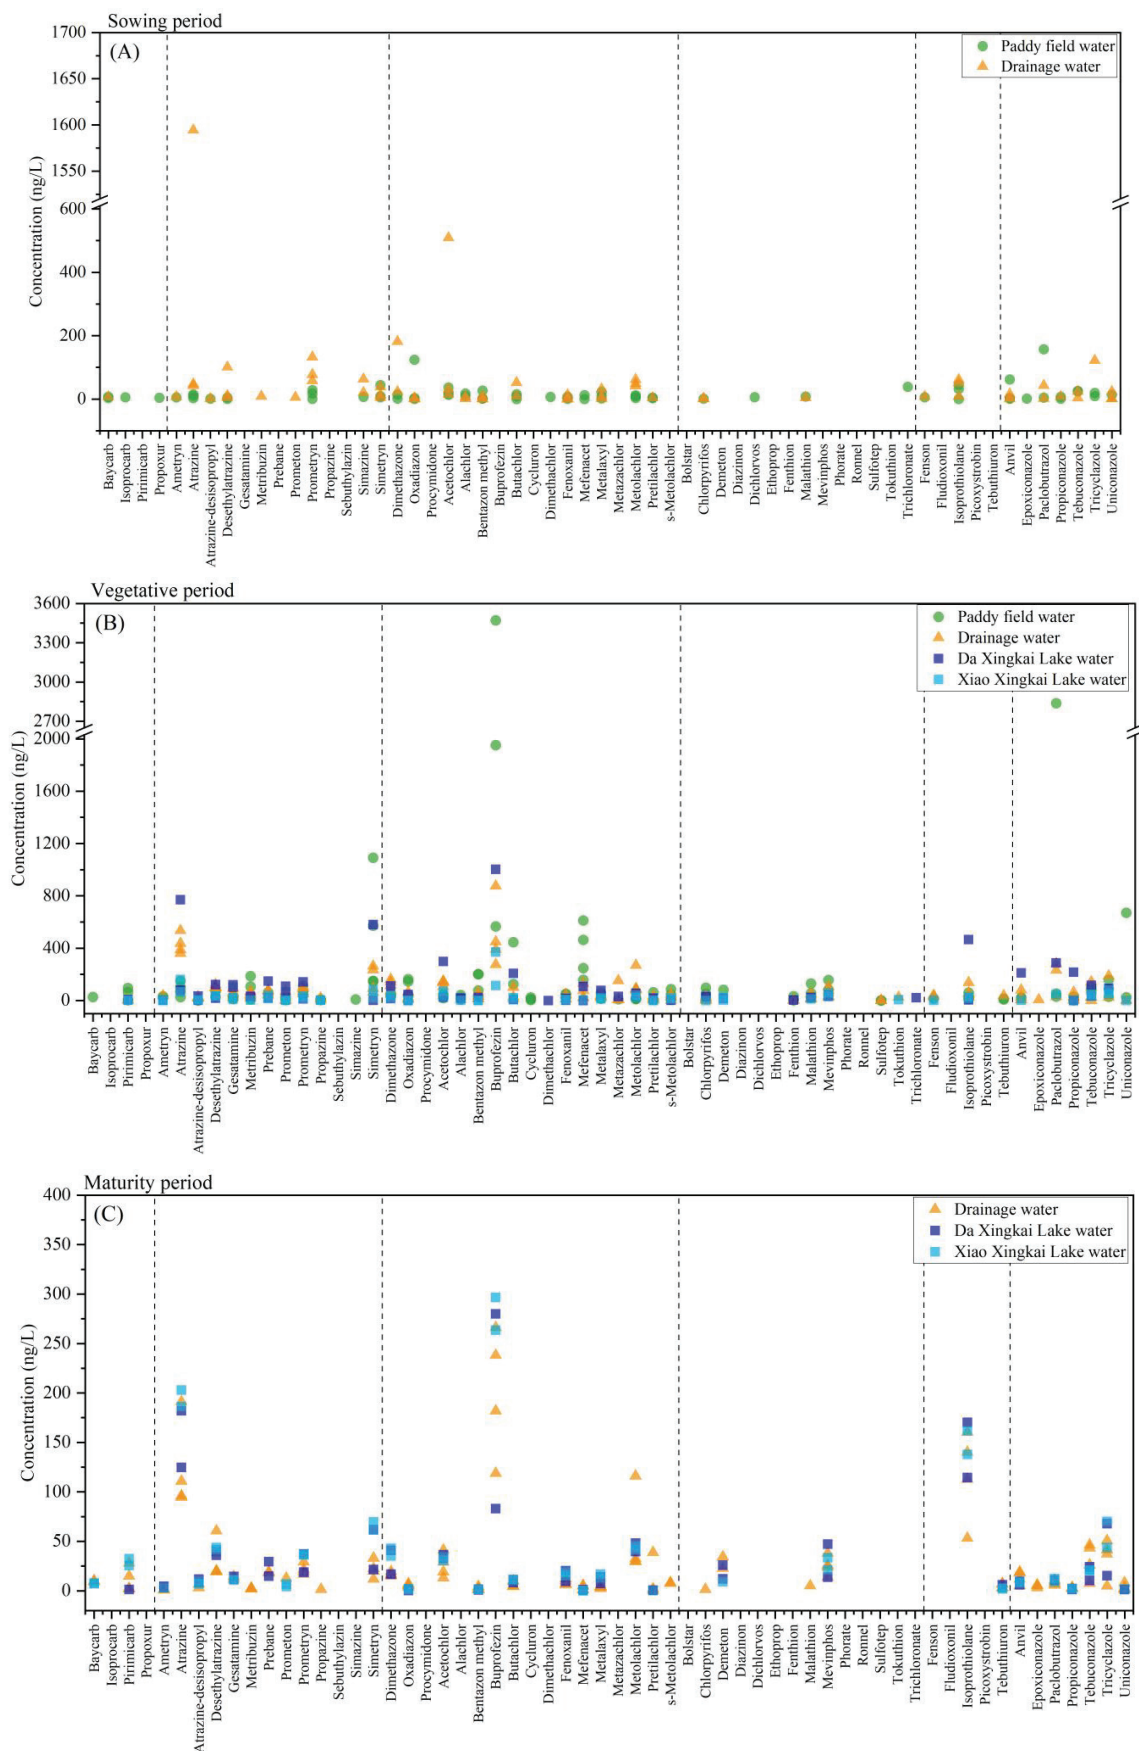 Sowing period
(A)
Paddy field water
Drainage water
Concentration (ng/L)
1700
1650
1600
1550
600
400
200
0
Baycarb
Isoprocarb
Pirimicarb
Propoxur
Ametryn
Atrazine
Atrazine-desisopropyl
Desethylatrazine
Gesatamine
Metribuzin
Prebane
Prometon
Prometryn
Propazine
Sebuthylazin
Simazine
Simetryn
Dimethazone
Oxadiazon
Procymidone
Acetochlor
Alachlor
Bentazon methyl
Buprofezin
Butachlor
Cycluron
Dimethachlor
Fenoxanil
Mefenacet
Metalaxyl
Metazachlor
Metolachlor
Pretilachlor
s-Metolachlor
Bolstar
Chlorpyrifos
Demeton
Diazinon
Dichlorvos
Ethoprop
Fenthion
Malathion
Mevinphos
Phorate
Ronnel
Sulfotep
Tokuthion
Trichloronate
Fenson
Fludioxonil
Isoprothiolane
Picoxystrobin
Tebuthiuron
Anvil
Epoxiconazole
Paclobutrazol
Propiconazole
Tebuconazole
Tricyclazole
Uniconazole
Vegetative period
(B)
Paddy field water
Drainage water
Da Xingkai Lake water
Xiao Xingkai Lake water
Concentration (ng/L)
3600
3300
3000
2700
2000
1600
1200
800
400
0
Baycarb
Isoprocarb
Pirimicarb
Propoxur
Ametryn
Atrazine
Atrazine-desisopropyl
Desethylatrazine
Gesatamine
Metribuzin
Prebane
Prometon
Prometryn
Propazine
Sebuthylazin
Simazine
Simetryn
Dimethazone
Oxadiazon
Procymidone
Acetochlor
Alachlor
Bentazon methyl
Buprofezin
Butachlor
Cycluron
Dimethachlor
Fenoxanil
Mefenacet
Metalaxyl
Metazachlor
Metolachlor
Pretilachlor
s-Metolachlor
Bolstar
Chlorpyrifos
Demeton
Diazinon
Dichlorvos
Ethoprop
Fenthion
Malathion
Mevinphos
Phorate
Ronnel
Sulfotep
Tokuthion
Trichloronate
Fenson
Fludioxonil
Isoprothiolane
Picoxystrobin
Tebuthiuron
Anvil
Epoxiconazole
Paclobutrazol
Propiconazole
Tebuconazole
Tricyclazole
Uniconazole
Maturity period
(C)
Drainage water
Da Xingkai Lake water
Xiao Xingkai Lake water
Concentration (ng/L)
400
350
300
250
200
150
100
50
0
Baycarb
Isoprocarb
Pirimicarb
Propoxur
Ametryn
Atrazine
Atrazine-desisopropyl
Desethylatrazine
Gesatamine
Metribuzin
Prebane
Prometon
Prometryn
Propazine
Sebuthylazin
Simazine
Simetryn
Dimethazone
Oxadiazon
Procymidone
Acetochlor
Alachlor
Bentazon methyl
Buprofezin
Butachlor
Cycluron
Dimethachlor
Fenoxanil
Mefenacet
Metalaxyl
Metazachlor
Metolachlor
Pretilachlor
s-Metolachlor
Bolstar
Chlorpyrifos
Demeton
Diazinon
Dichlorvos
Ethoprop
Fenthion
Malathion
Mevinphos
Phorate
Ronnel
Sulfotep
Tokuthion
Trichloronate
Fenson
Fludioxonil
Isoprothiolane
Picoxystrobin
Tebuthiuron
Anvil
Epoxiconazole
Paclobutrazol
Propiconazole
Tebuconazole
Tricyclazole
Uniconazole